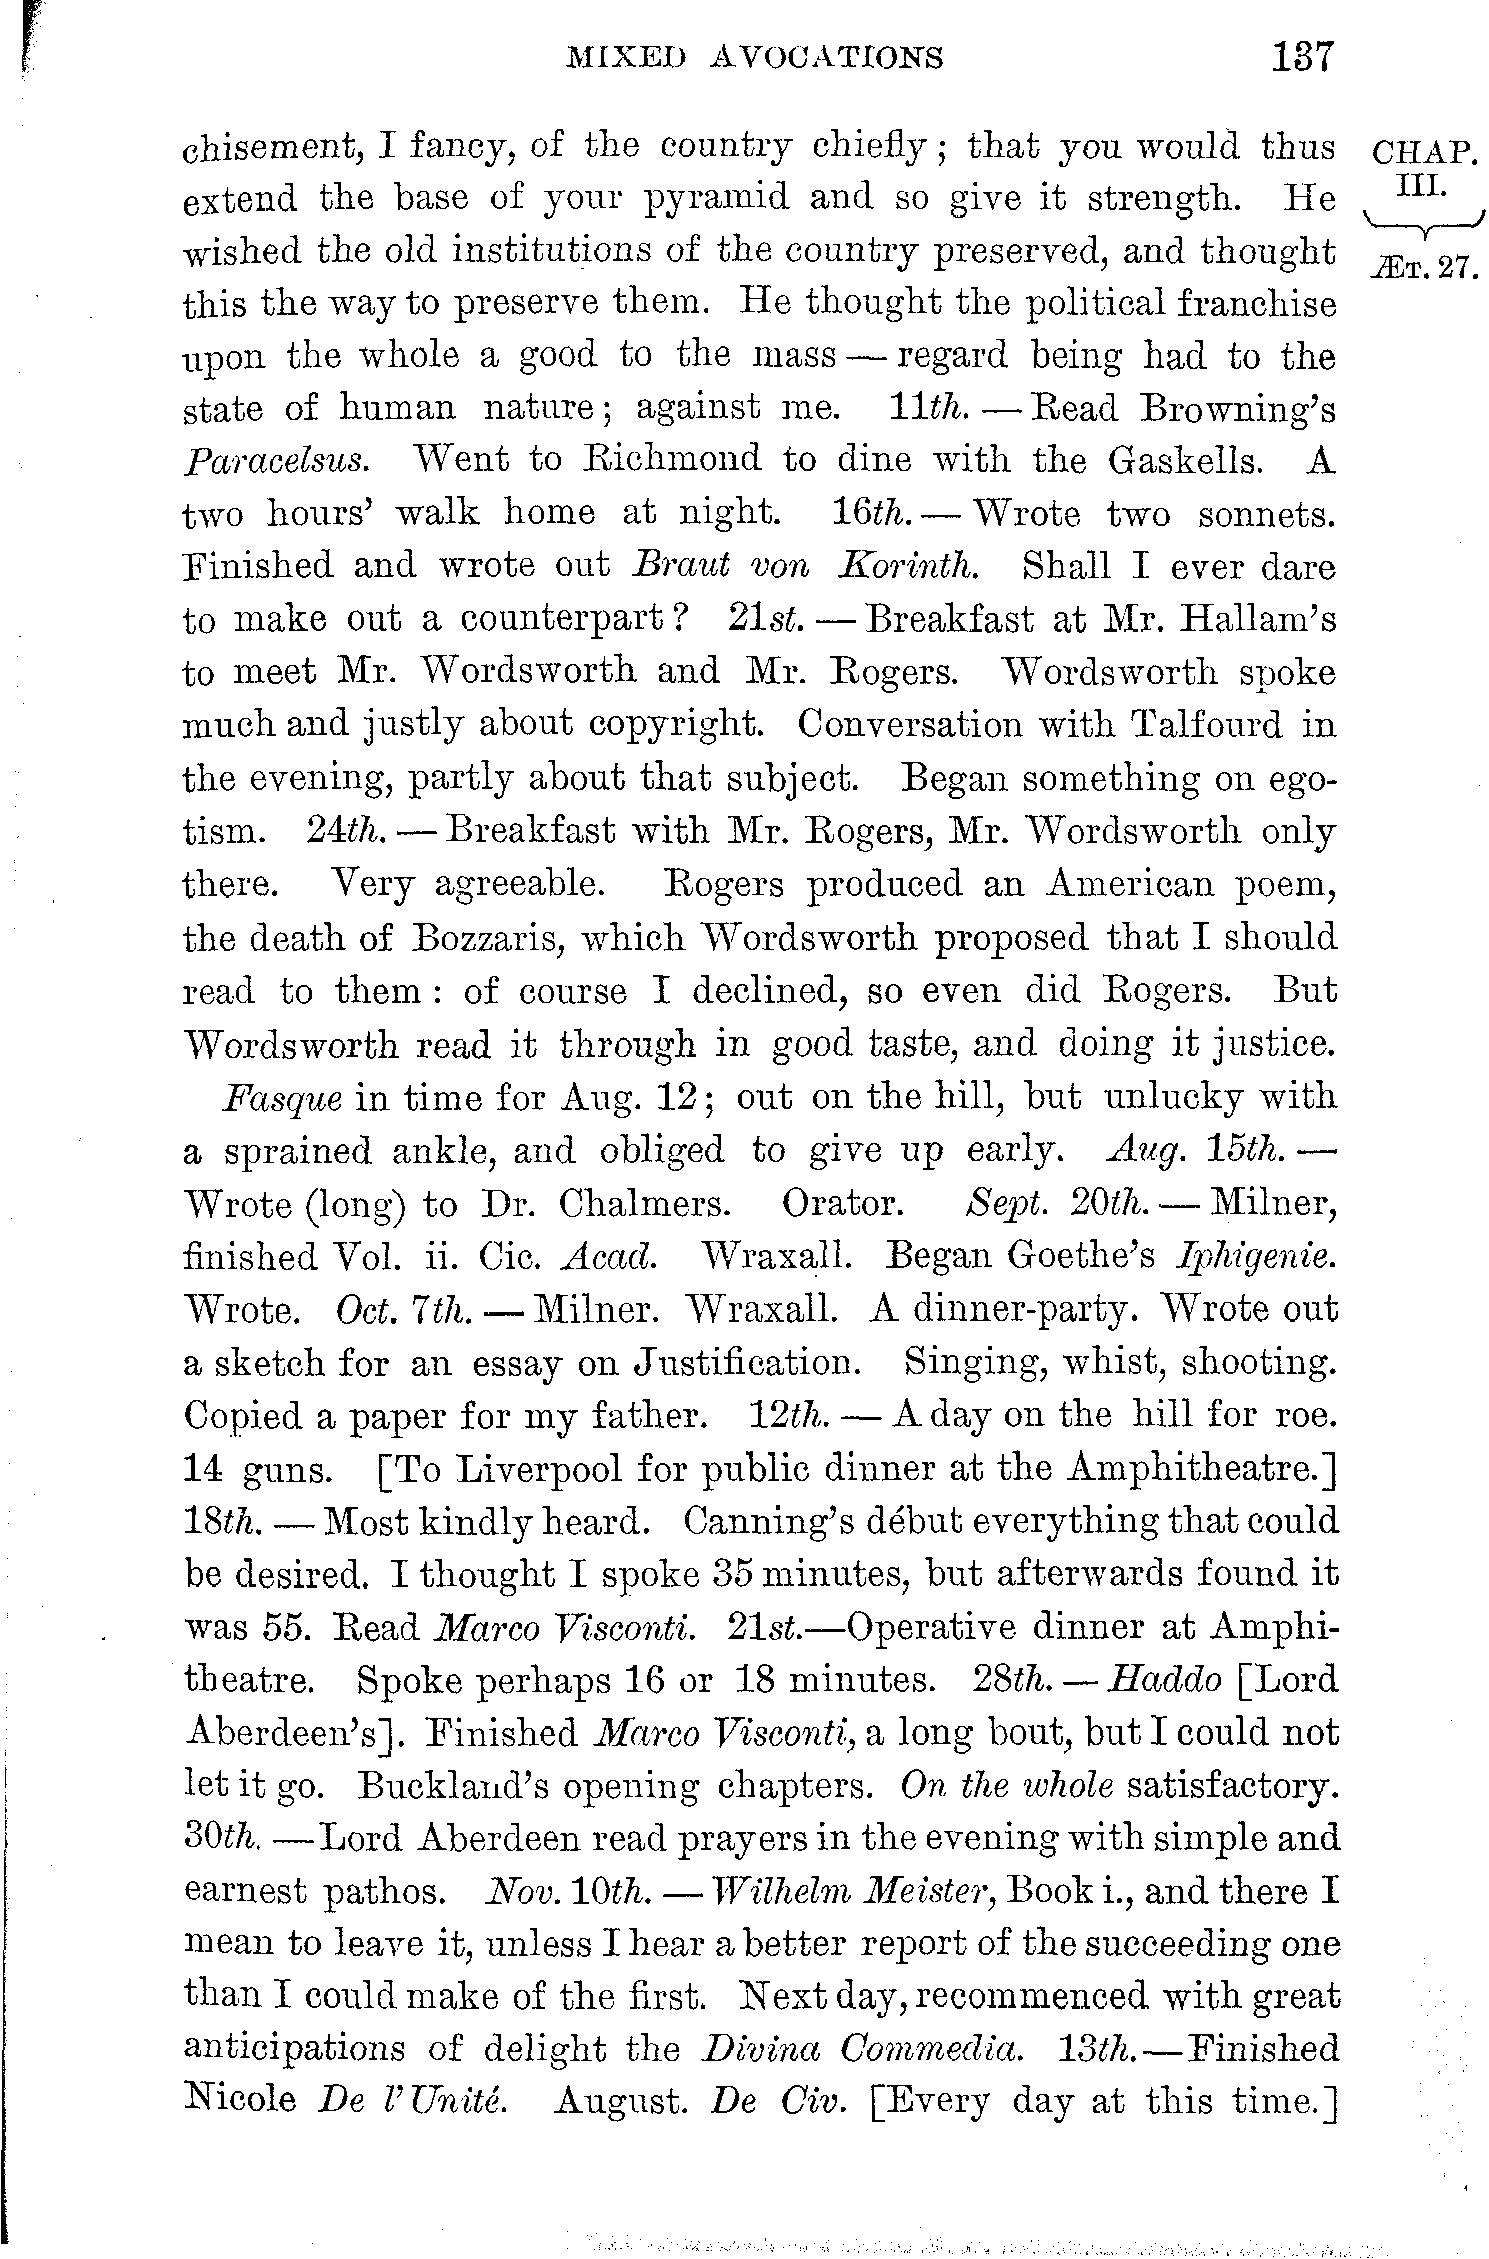 MIXED AVOCATIONS 137
chisement, I fancy, of the country chiefly; that you would thus
extend the base of your pyramid and so give it strength. He
wished the old institutions of the country preserved, and thought
this the way to preserve them. He thought the political franchise
upon the whole a good to the mass — regard being had to the
state of human nature; against me. 11th. — Read Browning's
Paracelsus. Went to Richmond to dine with the Gaskells. A
two hours' walk home at night. 16th. — Wrote two sonnets.
Finished and wrote out Braut von Korinth. Shall I ever dare
to make out a counterpart? 21st. — Breakfast at Mr. Hallam's
to meet Mr. Wordsworth and Mr. Rogers. Wordsworth spoke
much and justly about copyright. Conversation with Talfourd in
the evening, partly about that subject. Began something on ego-
tism. 24th. — Breakfast with Mr. Rogers, Mr. Wordsworth only
there. Very agreeable. Rogers produced an American poem,
the death of Bozzaris, which Wordsworth proposed that I should
read to them: of course I declined, so even did Rogers. But
Wordsworth read it through in good taste, and doing it justice.
Fasque in time for Aug. 12; out on the hill, but unlucky with
a sprained ankle, and obliged to give up early. Aug. 15th. —
Wrote (long) to Dr. Chalmers. Orator. Sept. 20th. — Milner,
finished Vol. ii. Cic. Acad. Wraxall. Began Goethe's Iphigenie.
Wrote. Oct. 7th. — Milner. Wraxall. A dinner-party. Wrote out
a sketch for an essay on Justification. Singing, whist, shooting.
Copied a paper for my father. 12th. — A day on the hill for roe.
14 guns. [To Liverpool for public dinner at the Amphitheatre.]
18th. — Most kindly heard. Canning's début everything that could
be desired. I thought I spoke 35 minutes, but afterwards found it
was 55. Read Marco Visconti. 21st.—Operative dinner at Amphi-
theatre. Spoke perhaps 16 or 18 minutes. 28th. — Haddo [Lord
Aberdeen's]. Finished Marco Visconti, a long bout, but I could not
let it go. Buckland's opening chapters. On the whole satisfactory.
30th. —Lord Aberdeen read prayers in the evening with simple and
earnest pathos. Nov. 10th. — Wilhelm Meister, Book i., and there I
mean to leave it, unless I hear a better report of the succeeding one
than I could make of the first. Next day, recommenced with great
anticipations of delight the Divina Commedia. 13th.—Finished
Nicole De l'Unité. August. De Civ. [Every day at this time.]
CHAP.
III.
ÆT. 27.